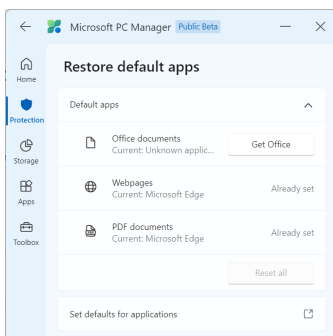 Microsoft PC Manager Public Beta
Restore default apps
Home
Protection
Storage
Apps
Toolbox
Default apps
Office documents
Current: Unknown applic...
Get Office
Webpages
Current: Microsoft Edge
Already set
PDF documents
Current: Microsoft Edge
Already set
Reset all
Set defaults for applications